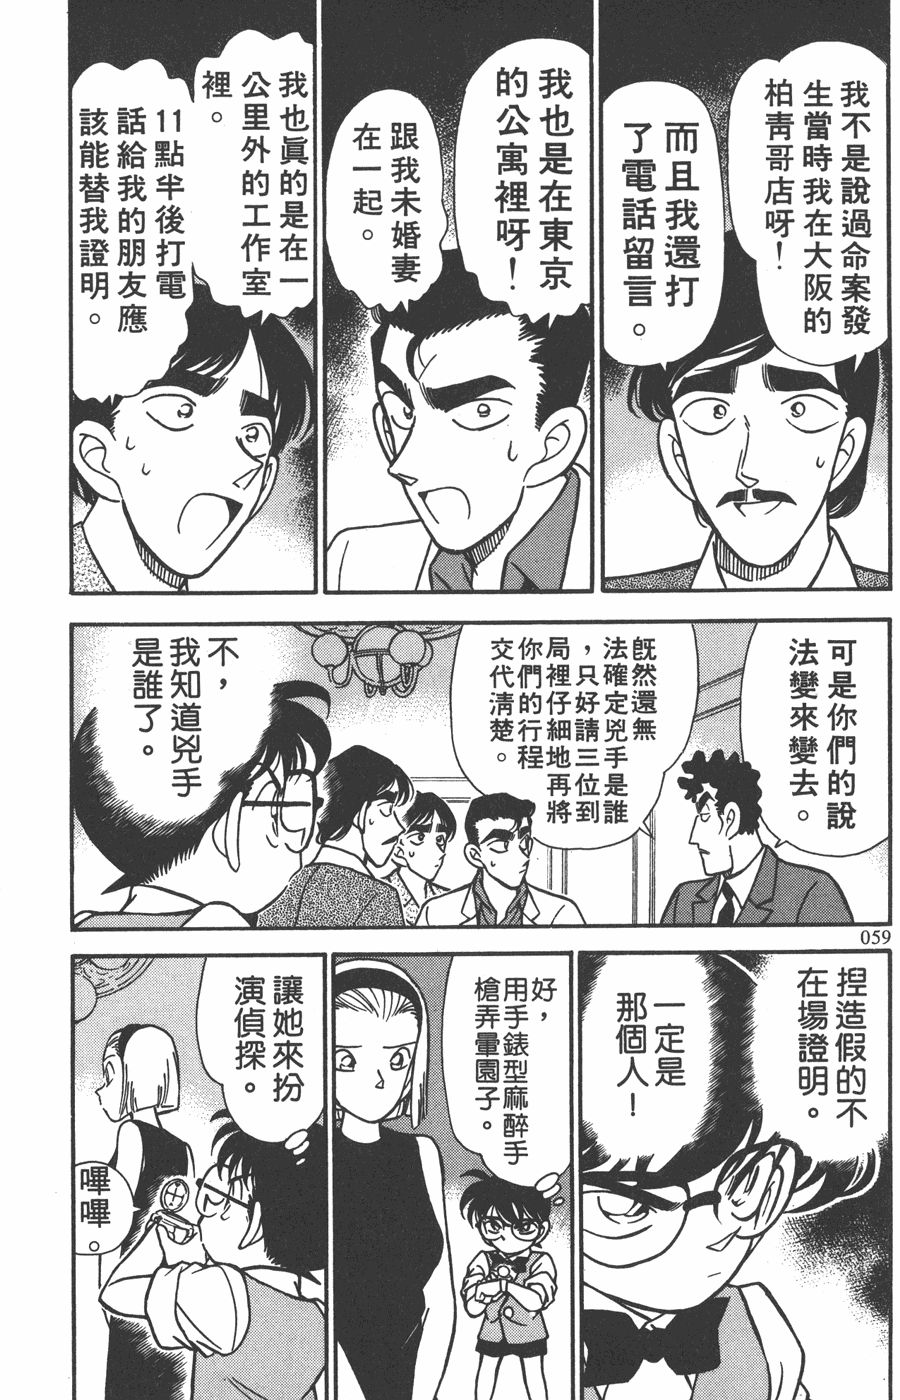 我不是說過命案發
生當時我在大阪的
柏青哥店呀！
而且我還打
了電話留言。
我也是在東京
的公寓裡呀！
跟我未婚妻
在一起。
我也真的是在一
公里外的工作室
裡。
11點半後打電
話給我的朋友應
該能替我證明。
可是你們的說
法變來變去。
既然還無
法確定兇手是誰
，只好請三位到
局裡仔細地再將
你們的行程
交代清楚。
不，
我知道兇手
是誰了。
059
捏造假的不
在場證明。
一定是
那個人！
好，
用手錶型麻醉手
槍弄暈園子。
讓她來扮
演偵探。
嗶嗶。